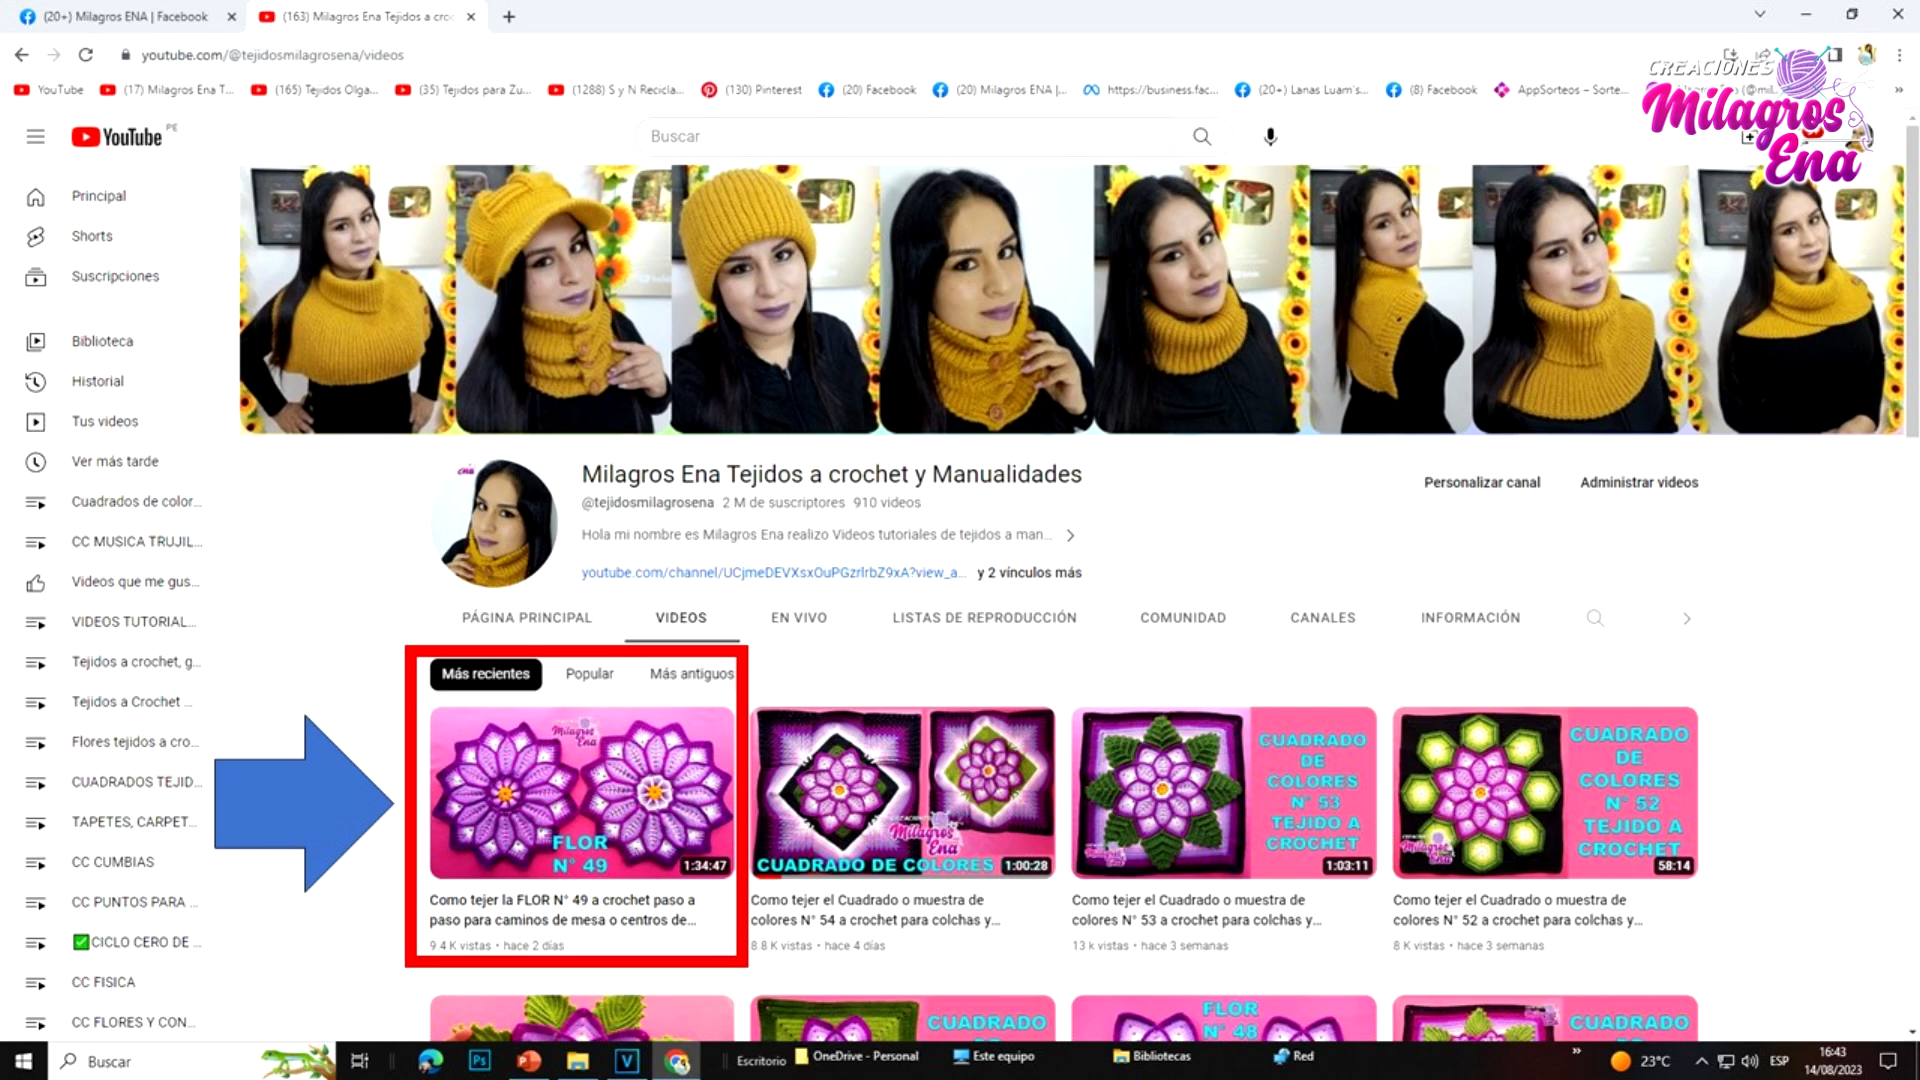 (20+) Milagros ENA | Facebook
(163) Milagros Ena Tejidos a cro
youtube.com/@tejidosmilagrosena/videos
YouTube
(17) Milagros Ena T...
(165) Tejidos Olga...
(35) Tejidos para Zu...
(1288) S y N Recicla...
(130) Pinterest
(20) Facebook
(20) Milagros ENA |...
https://business.fac...
(20+) Lanas Luam's...
(8) Facebook
AppSorteos – Sorte...
CREACIONES
Milagros
Ena
YouTube PE
Buscar
Principal
Shorts
Suscripciones
Biblioteca
Historial
Tus videos
Ver más tarde
Cuadrados de color...
CC MUSICA TRUJIL...
Videos que me gus...
VIDEOS TUTORIAL...
Tejidos a crochet, g...
Tejidos a Crochet ...
Flores tejidos a cro...
CUADRADOS TEJID...
TAPETES, CARPET...
CC CUMBIAS
CC PUNTOS PARA ...
✅CICLO CERO DE ...
CC FISICA
CC FLORES Y CON...
ena
Milagros Ena Tejidos a crochet y Manualidades
@tejidosmilagrosena 2 M de suscriptores 910 videos
Hola mi nombre es Milagros Ena realizo Videos tutoriales de tejidos a man...
youtube.com/channel/UCjmeDEVXsxOuPGzrlrbZ9xA?view_a... y 2 vínculos más
Personalizar canal
Administrar videos
PÁGINA PRINCIPAL
VIDEOS
EN VIVO
LISTAS DE REPRODUCCIÓN
COMUNIDAD
CANALES
INFORMACIÓN
Más recientes
Popular
Más antiguos
Milagros
Ena
FLOR
N° 49
1:34:47
Como tejer la FLOR N° 49 a crochet paso a
paso para caminos de mesa o centros de...
9.4 K vistas • hace 2 días
CREACIONES
Milagros
Ena
CUADRADO DE COLORES
1:00:28
Como tejer el Cuadrado o muestra de
colores N° 54 a crochet para colchas y...
8.8 K vistas • hace 4 días
CUADRADO
DE
COLORES
N° 53
TEJIDO A
CROCHET
Milagros
Ena
1:03:11
Como tejer el Cuadrado o muestra de
colores N° 53 a crochet para colchas y...
13 k vistas • hace 3 semanas
CUADRADO
DE
COLORES
N° 52
TEJIDO A
CROCHET
Milagros
Ena
58:14
Como tejer el Cuadrado o muestra de
colores N° 52 a crochet para colchas y...
8 K vistas • hace 3 semanas
CUADRADO
FLOR
N° 48
CUADRADO
Buscar
Ps
V
Escritorio
OneDrive - Personal
Este equipo
Bibliotecas
Red
23°C
ESP
16:43
14/08/2023